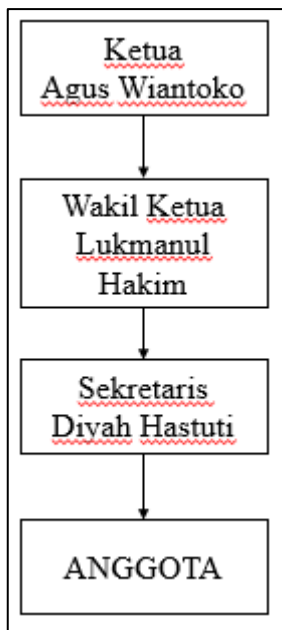 Ketua
Agus Wiantoko
Wakil Ketua
Lukmanul
Hakim
Sekretaris
Diyah Hastuti
ANGGOTA